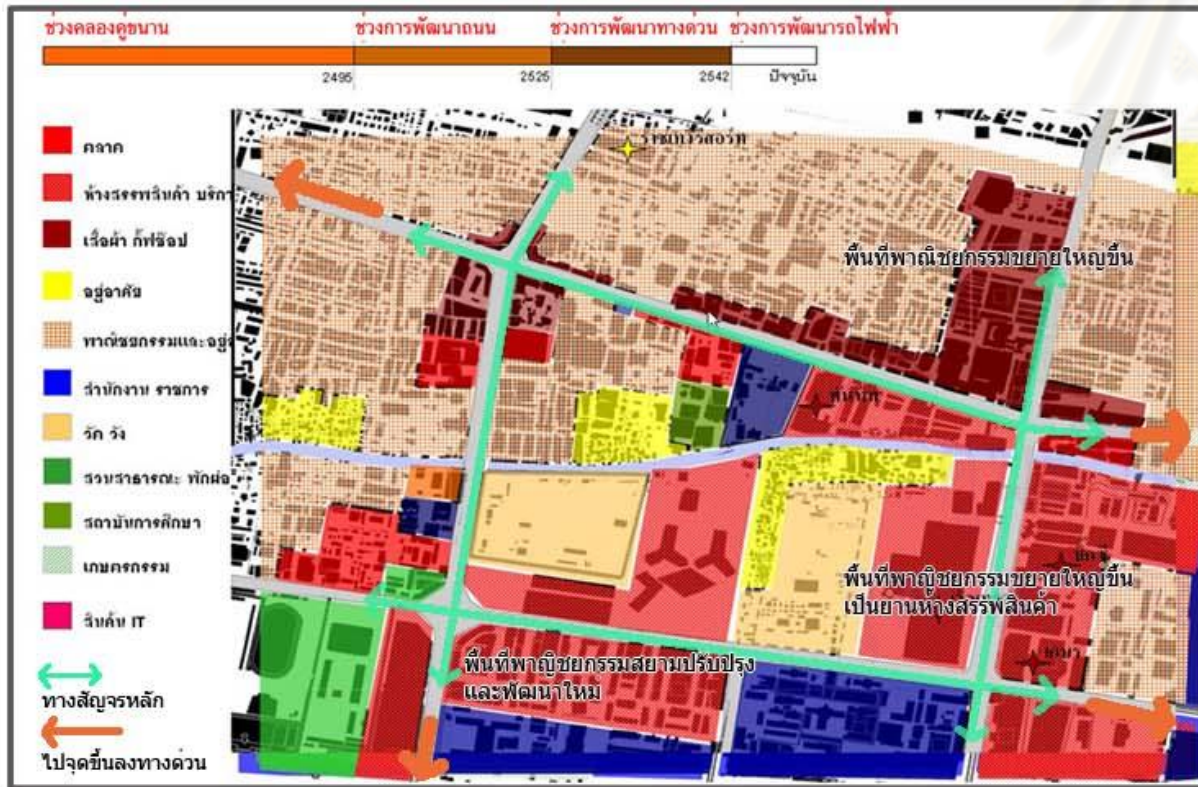 ช่วงคลองคูขนาน ช่วงการพัฒนาถนน ช่วงการพัฒนาทางด่วน ช่วงการพัฒนารถไฟฟ้า
2495 2525 2542 ปัจจุบัน
ตลาด
ห้างสรรพสินค้า บริกา
เสื้อผ้า กิ๊ฟช๊อป
อยู่อาศัย
พาณิชยกรรมและอยู่
สำนักงาน ราชการ
วัด วัง
สวนสาธารณะ พักผ่อ
สถาบันการศึกษา
เกษตรกรรม
สินค้า IT
ทางสัญจรหลัก
ไปจุดขึ้นลงทางด่วน
พื้นที่พาณิชยกรรมขยายใหญ่ขึ้น
พื้นที่พาญิชยกรรมขยายใหญ่ขึ้น
เป็นยานห้างสรรพสินค้า
พื้นที่พาญิชยกรรมสยามปรับปรุง
และพัฒนาใหม่